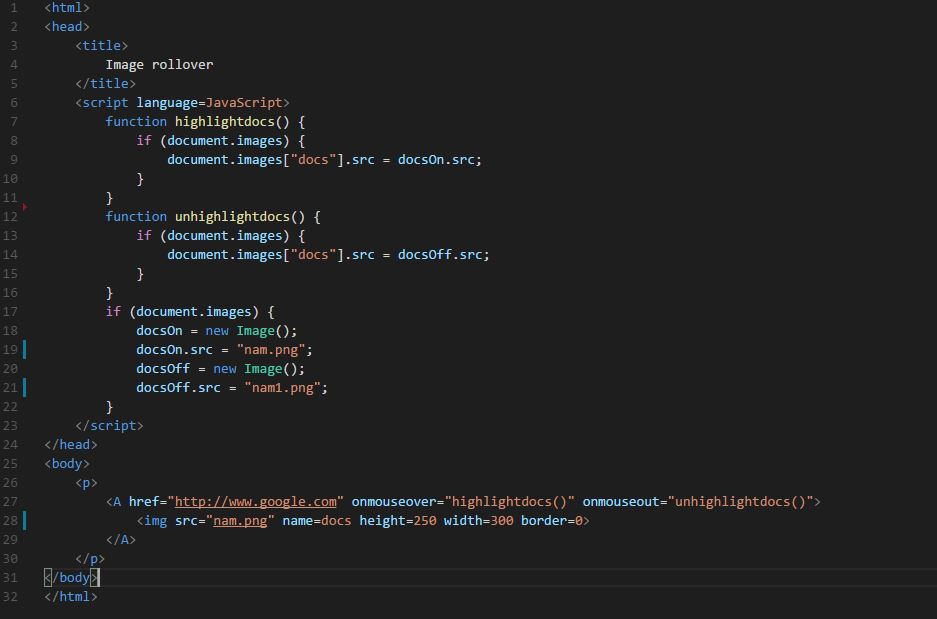 1 <html>
2 <head>
3     <title>
4         Image rollover
5     </title>
6     <script language=JavaScript>
7         function highlightdocs() {
8             if (document.images) {
9                 document.images["docs"].src = docsOn.src;
10             }
11         }
12         function unhighlightdocs() {
13             if (document.images) {
14                 document.images["docs"].src = docsOff.src;
15             }
16         }
17         if (document.images) {
18             docsOn = new Image();
19             docsOn.src = "nam.png";
20             docsOff = new Image();
21             docsOff.src = "nam1.png";
22         }
23     </script>
24 </head>
25 <body>
26     <p>
27         <A href="http://www.google.com" onmouseover="highlightdocs()" onmouseout="unhighlightdocs()">
28             <img src="nam.png" name=docs height=250 width=300 border=0>
29         </A>
30     </p>
31 </body>
32 </html>